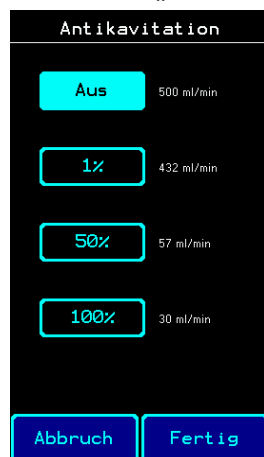 Antikavitation
Aus 500 ml/min
1% 432 ml/min
50% 57 ml/min
100% 30 ml/min
Abbruch Fertig